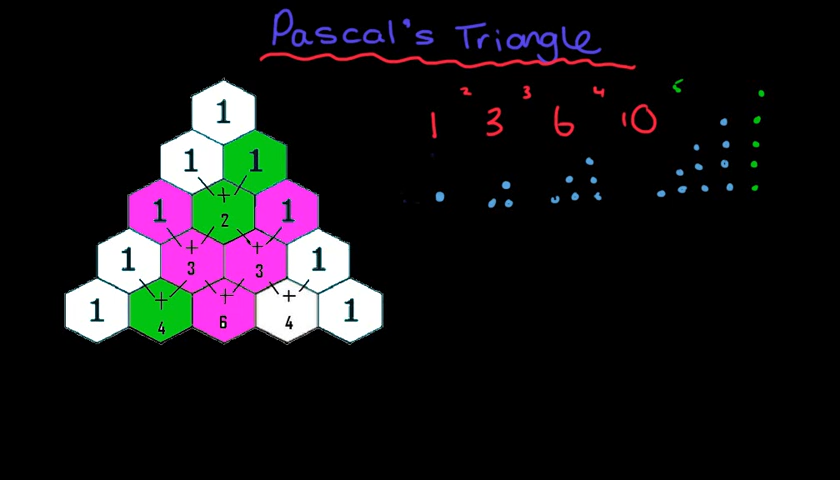 Pascal's Triangle
2 3 4 5
1 3 6 10
1
1 1
+
1 2 1
+ +
1 3 3 1
+ + +
1 4 6 4 1